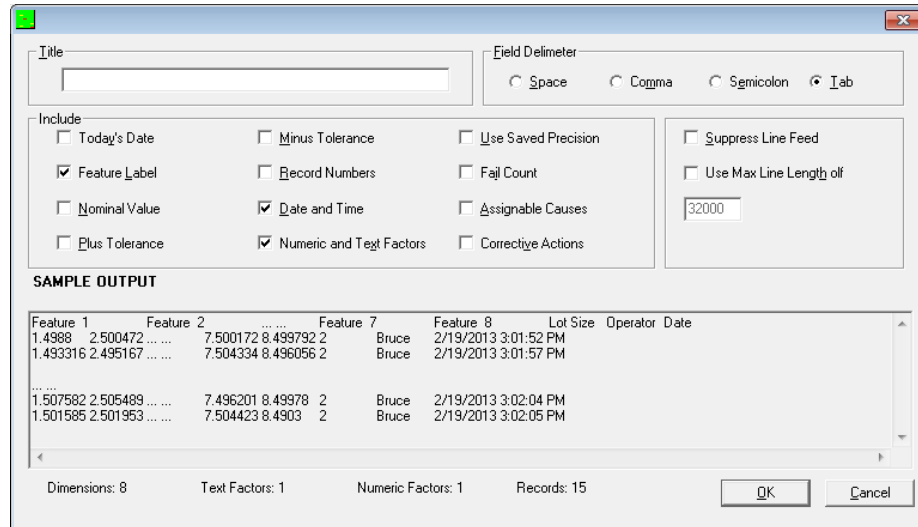 Title
Field Delimeter
Space Comma Semicolon Tab
Include
Today's Date Minus Tolerance Use Saved Precision
Feature Label Record Numbers Fail Count
Nominal Value Date and Time Assignable Causes
Plus Tolerance Numeric and Text Factors Corrective Actions
Suppress Line Feed
Use Max Line Length olf
32000
SAMPLE OUTPUT
Feature 1 Feature 2 ... ... Feature 7 Feature 8 Lot Size Operator Date
1.4988 2.500472 ... ... 7.500172 8.499792 2 Bruce 2/19/2013 3:01:52 PM
1.493316 2.495167 ... ... 7.504334 8.496056 2 Bruce 2/19/2013 3:01:57 PM
... ...
1.507582 2.505489 ... ... 7.496201 8.49978 2 Bruce 2/19/2013 3:02:04 PM
1.501585 2.501953 ... ... 7.504423 8.4903 2 Bruce 2/19/2013 3:02:05 PM
Dimensions: 8 Text Factors: 1 Numeric Factors: 1 Records: 15
OK Cancel